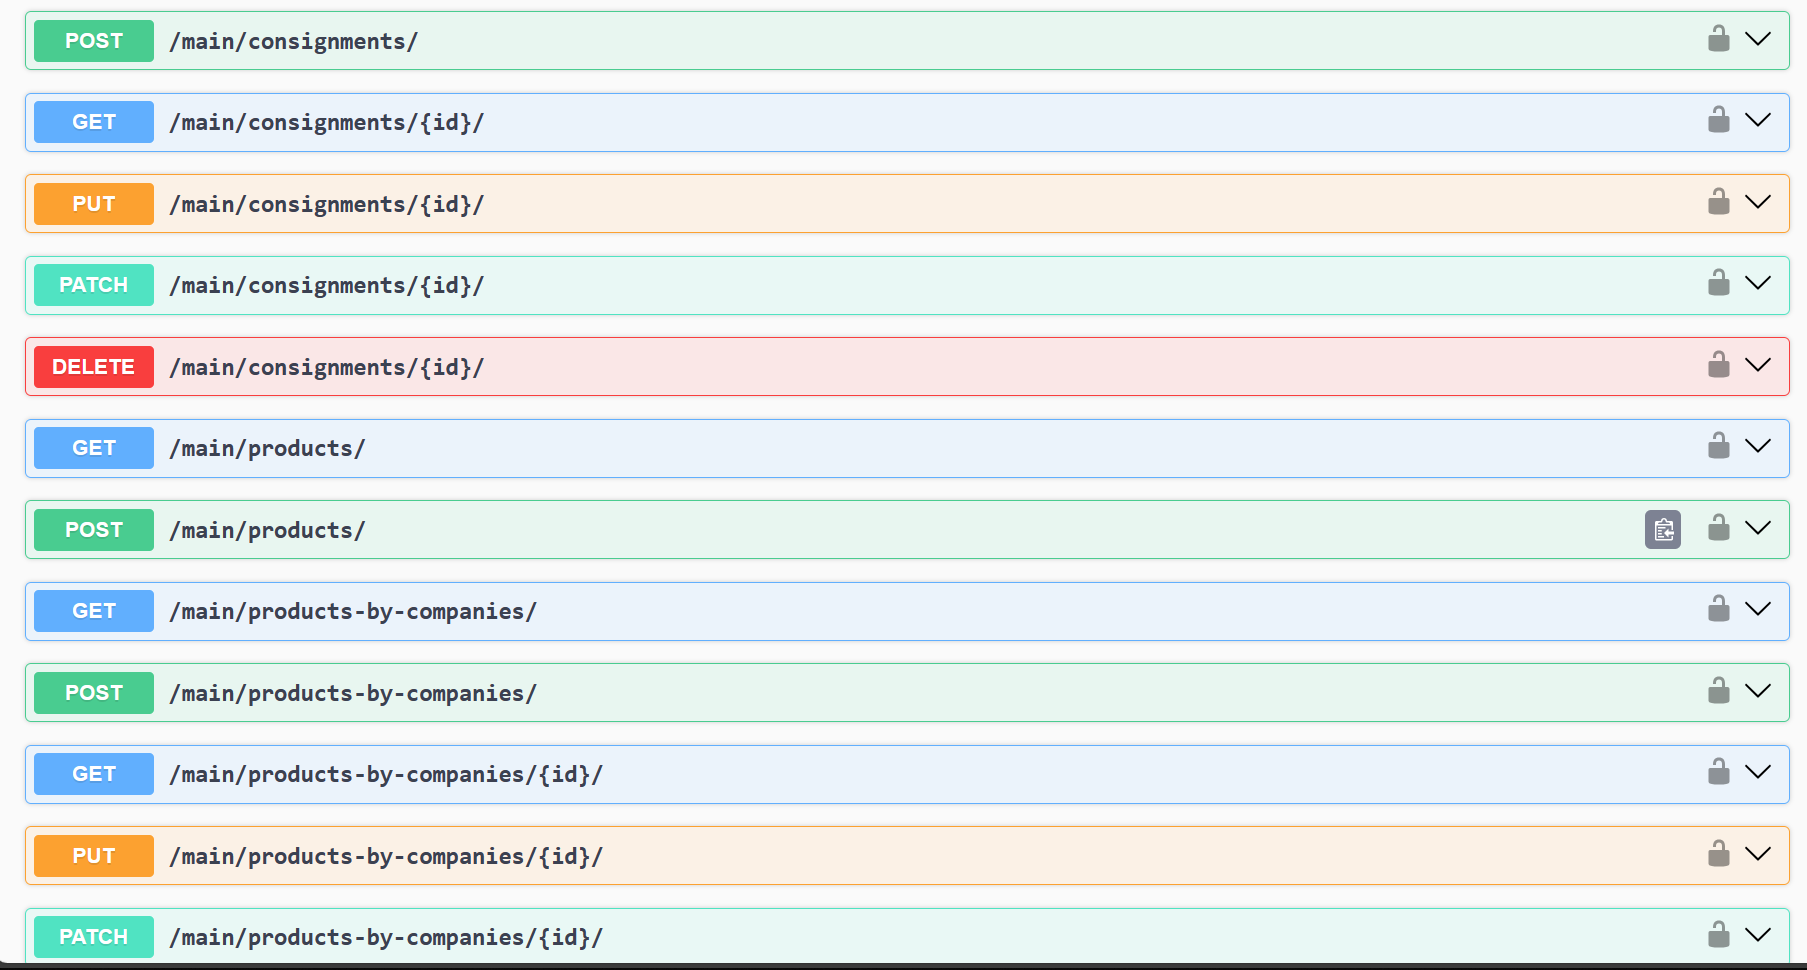 POST /main/consignments/
GET /main/consignments/{id}/
PUT /main/consignments/{id}/
PATCH /main/consignments/{id}/
DELETE /main/consignments/{id}/
GET /main/products/
POST /main/products/
GET /main/products-by-companies/
POST /main/products-by-companies/
GET /main/products-by-companies/{id}/
PUT /main/products-by-companies/{id}/
PATCH /main/products-by-companies/{id}/